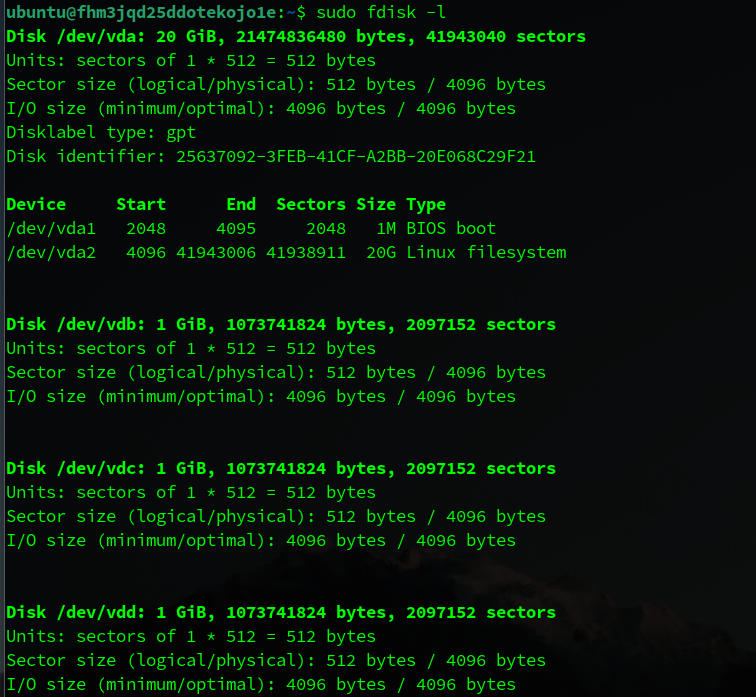 ubuntu@fhm3jqd25ddotekojo1e:~$ sudo fdisk -l
Disk /dev/vda: 20 GiB, 21474836480 bytes, 41943040 sectors
Units: sectors of 1 * 512 = 512 bytes
Sector size (logical/physical): 512 bytes / 4096 bytes
I/O size (minimum/optimal): 4096 bytes / 4096 bytes
Disklabel type: gpt
Disk identifier: 25637092-3FEB-41CF-A2BB-20E068C29F21
Device Start End Sectors Size Type
/dev/vda1 2048 4095 2048 1M BIOS boot
/dev/vda2 4096 41943006 41938911 20G Linux filesystem
Disk /dev/vdb: 1 GiB, 1073741824 bytes, 2097152 sectors
Units: sectors of 1 * 512 = 512 bytes
Sector size (logical/physical): 512 bytes / 4096 bytes
I/O size (minimum/optimal): 4096 bytes / 4096 bytes
Disk /dev/vdc: 1 GiB, 1073741824 bytes, 2097152 sectors
Units: sectors of 1 * 512 = 512 bytes
Sector size (logical/physical): 512 bytes / 4096 bytes
I/O size (minimum/optimal): 4096 bytes / 4096 bytes
Disk /dev/vdd: 1 GiB, 1073741824 bytes, 2097152 sectors
Units: sectors of 1 * 512 = 512 bytes
Sector size (logical/physical): 512 bytes / 4096 bytes
I/O size (minimum/optimal): 4096 bytes / 4096 bytes